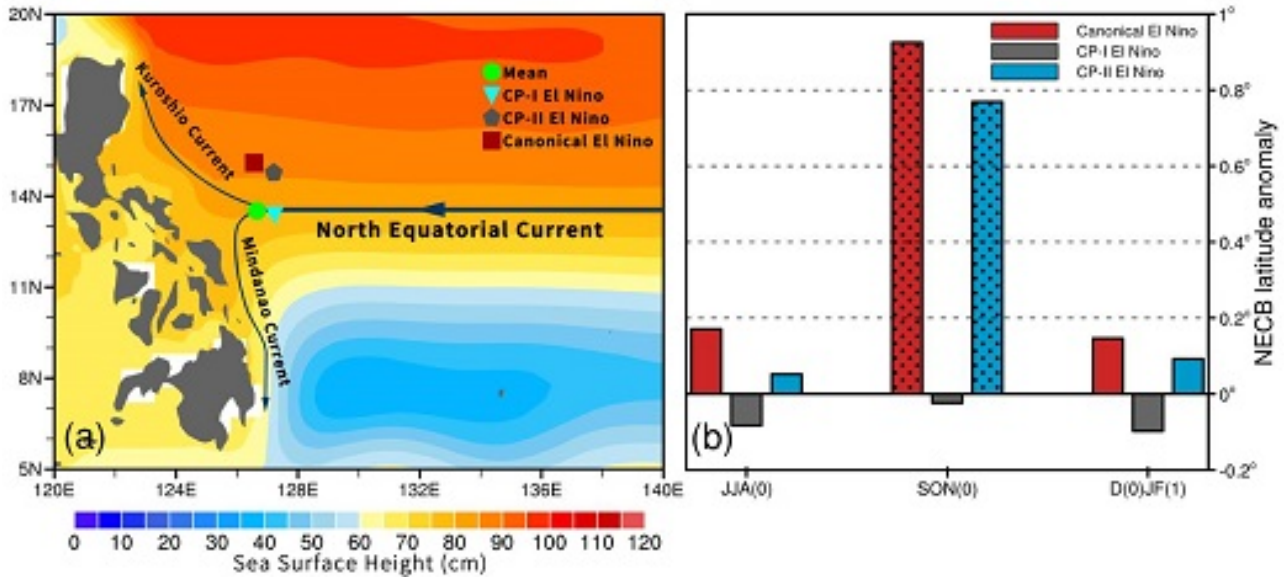 20N
17N
14N
11N
8N
5N
120E
124E
128E
132E
136E
140E
Mean
CP-I El Nino
CP-II El Nino
Canonical El Nino
Kuroshio Current
North Equatorial Current
Mindanao Current
(a)
0 10 20 30 40 50 60 70 80 90 100 110 120
Sea Surface Height (cm)
Canonical El Nino
CP-I El Nino
CP-II El Nino
1°
0.8°
0.6°
0.4°
0.2°
0°
-0.2°
NECB latitude anomaly
(b)
JJA(0)
SON(0)
D(0)JF(1)